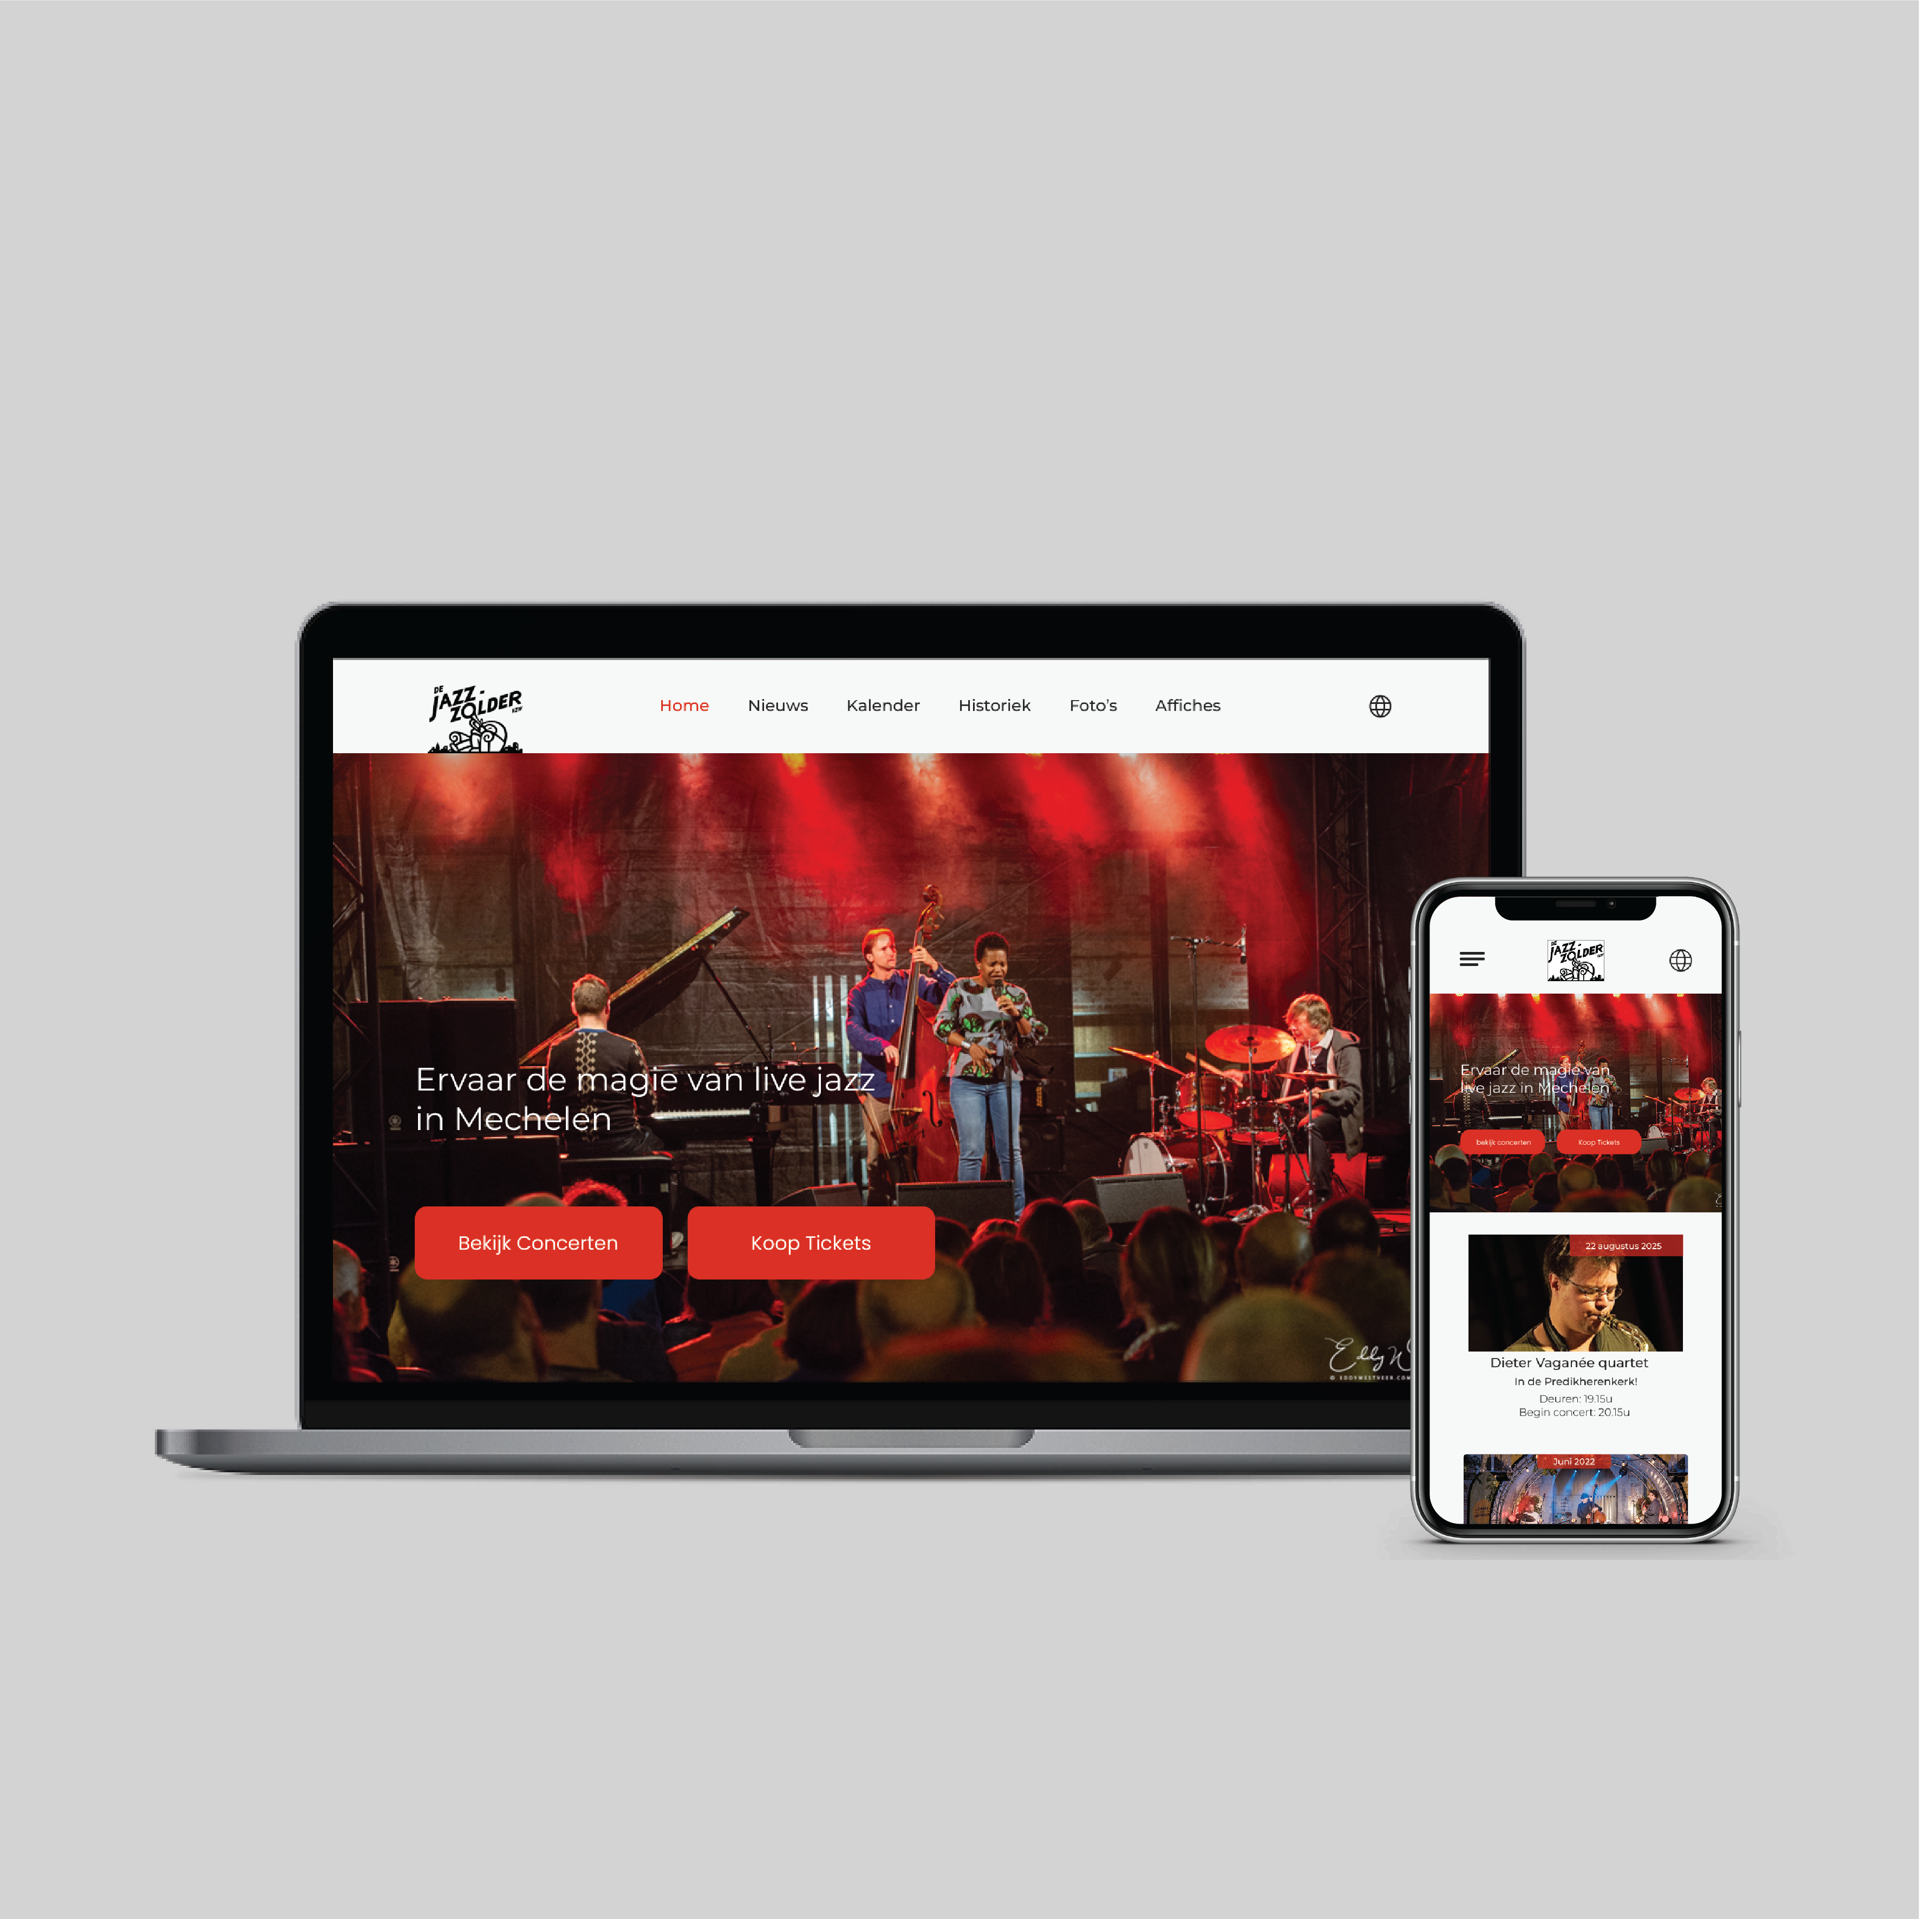 DE
JAZZ-
ZOLDER
VZW
Home Nieuws Kalender Historiek Foto's Affiches
Ervaar de magie van live jazz
in Mechelen
Bekijk Concerten Koop Tickets
Eddy W
© EDDYWESTVEER.COM
DE
JAZZ-
ZOLDER
Ervaar de magie van
live jazz in Mechelen
bekijk concerten Koop Tickets
22 augustus 2025
Dieter Vaganée quartet
In de Predikherenkerk!
Deuren: 19.15u
Begin concert: 20.15u
Juni 2022